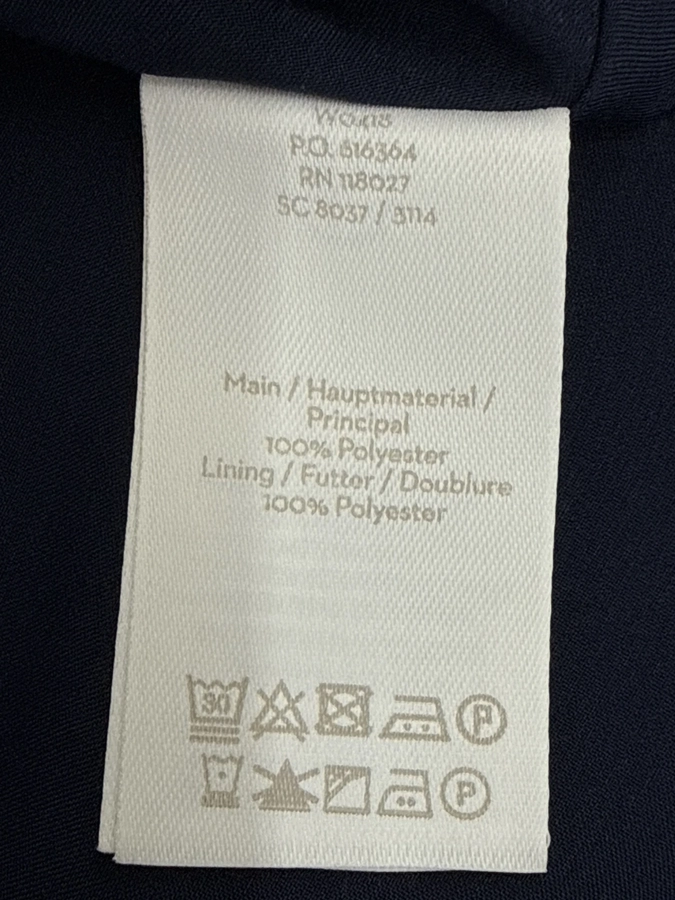 P.O. 616364
RN 118027
SC 8037 / 3114
Main / Hauptmaterial /
Principal
100% Polyester
Lining / Futter / Doublure
100% Polyester
30
P
P